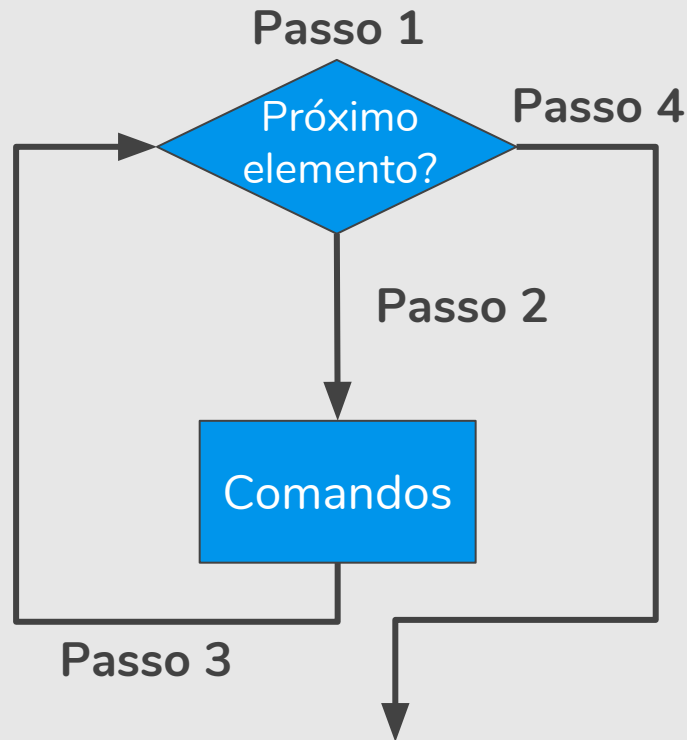 Passo 1
Próximo
elemento?
Passo 4
Passo 2
Comandos
Passo 3